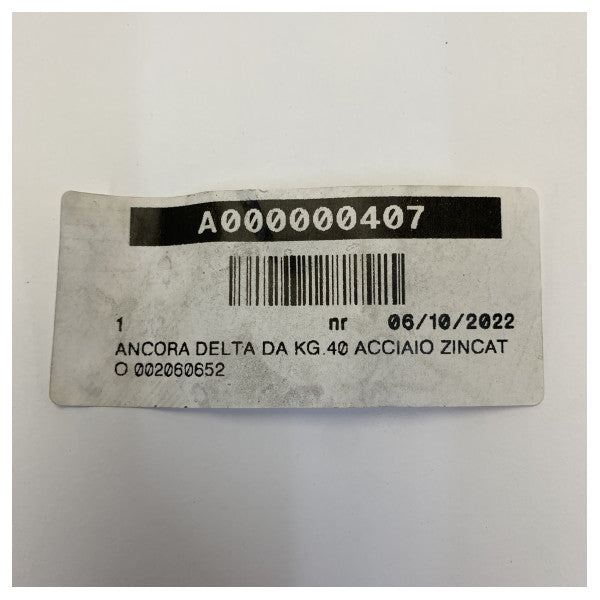 A000000407
1 nr 06/10/2022
ANCORA DELTA DA KG.40 ACCIAIO ZINCAT
O 002060652